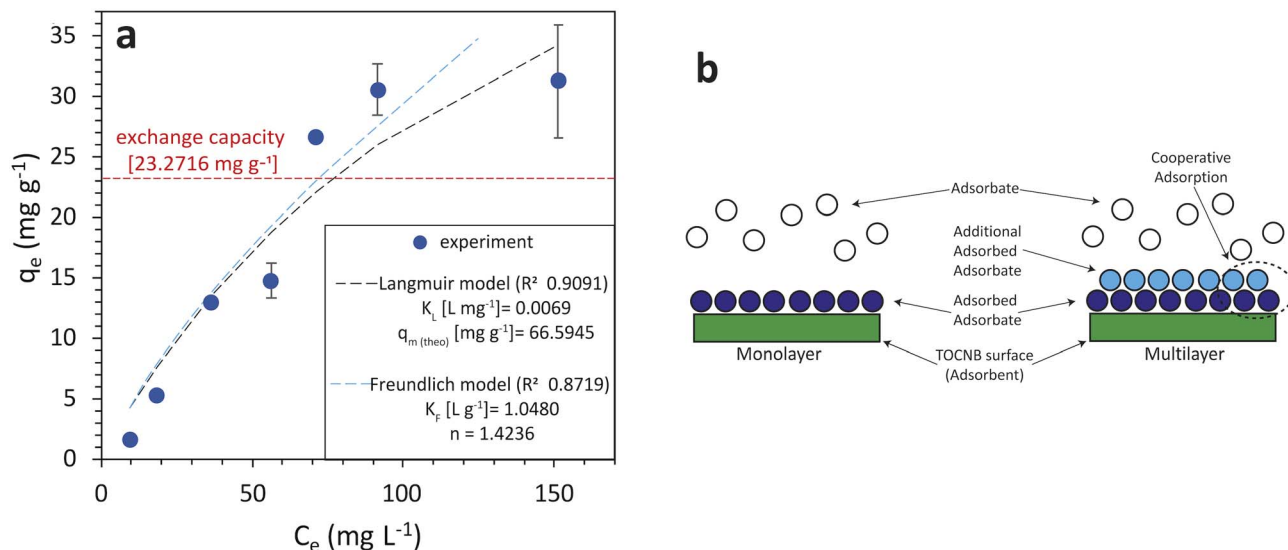 a
35
30
25
20
15
10
5
0
qₑ (mg g⁻¹)
exchange capacity
[23.2716 mg g⁻¹]
experiment
Langmuir model (R² 0.9091)
K_L [L mg⁻¹]= 0.0069
q_m (theo) [mg g⁻¹]= 66.5945
Freundlich model (R² 0.8719)
K_F [L g⁻¹]= 1.0480
n = 1.4236
0 50 100 150
Cₑ (mg L⁻¹)
b
Cooperative
Adsorption
Adsorbate
Additional
Adsorbed
Adsorbate
Adsorbed
Adsorbate
Monolayer
TOCNB surface
(Adsorbent)
Multilayer